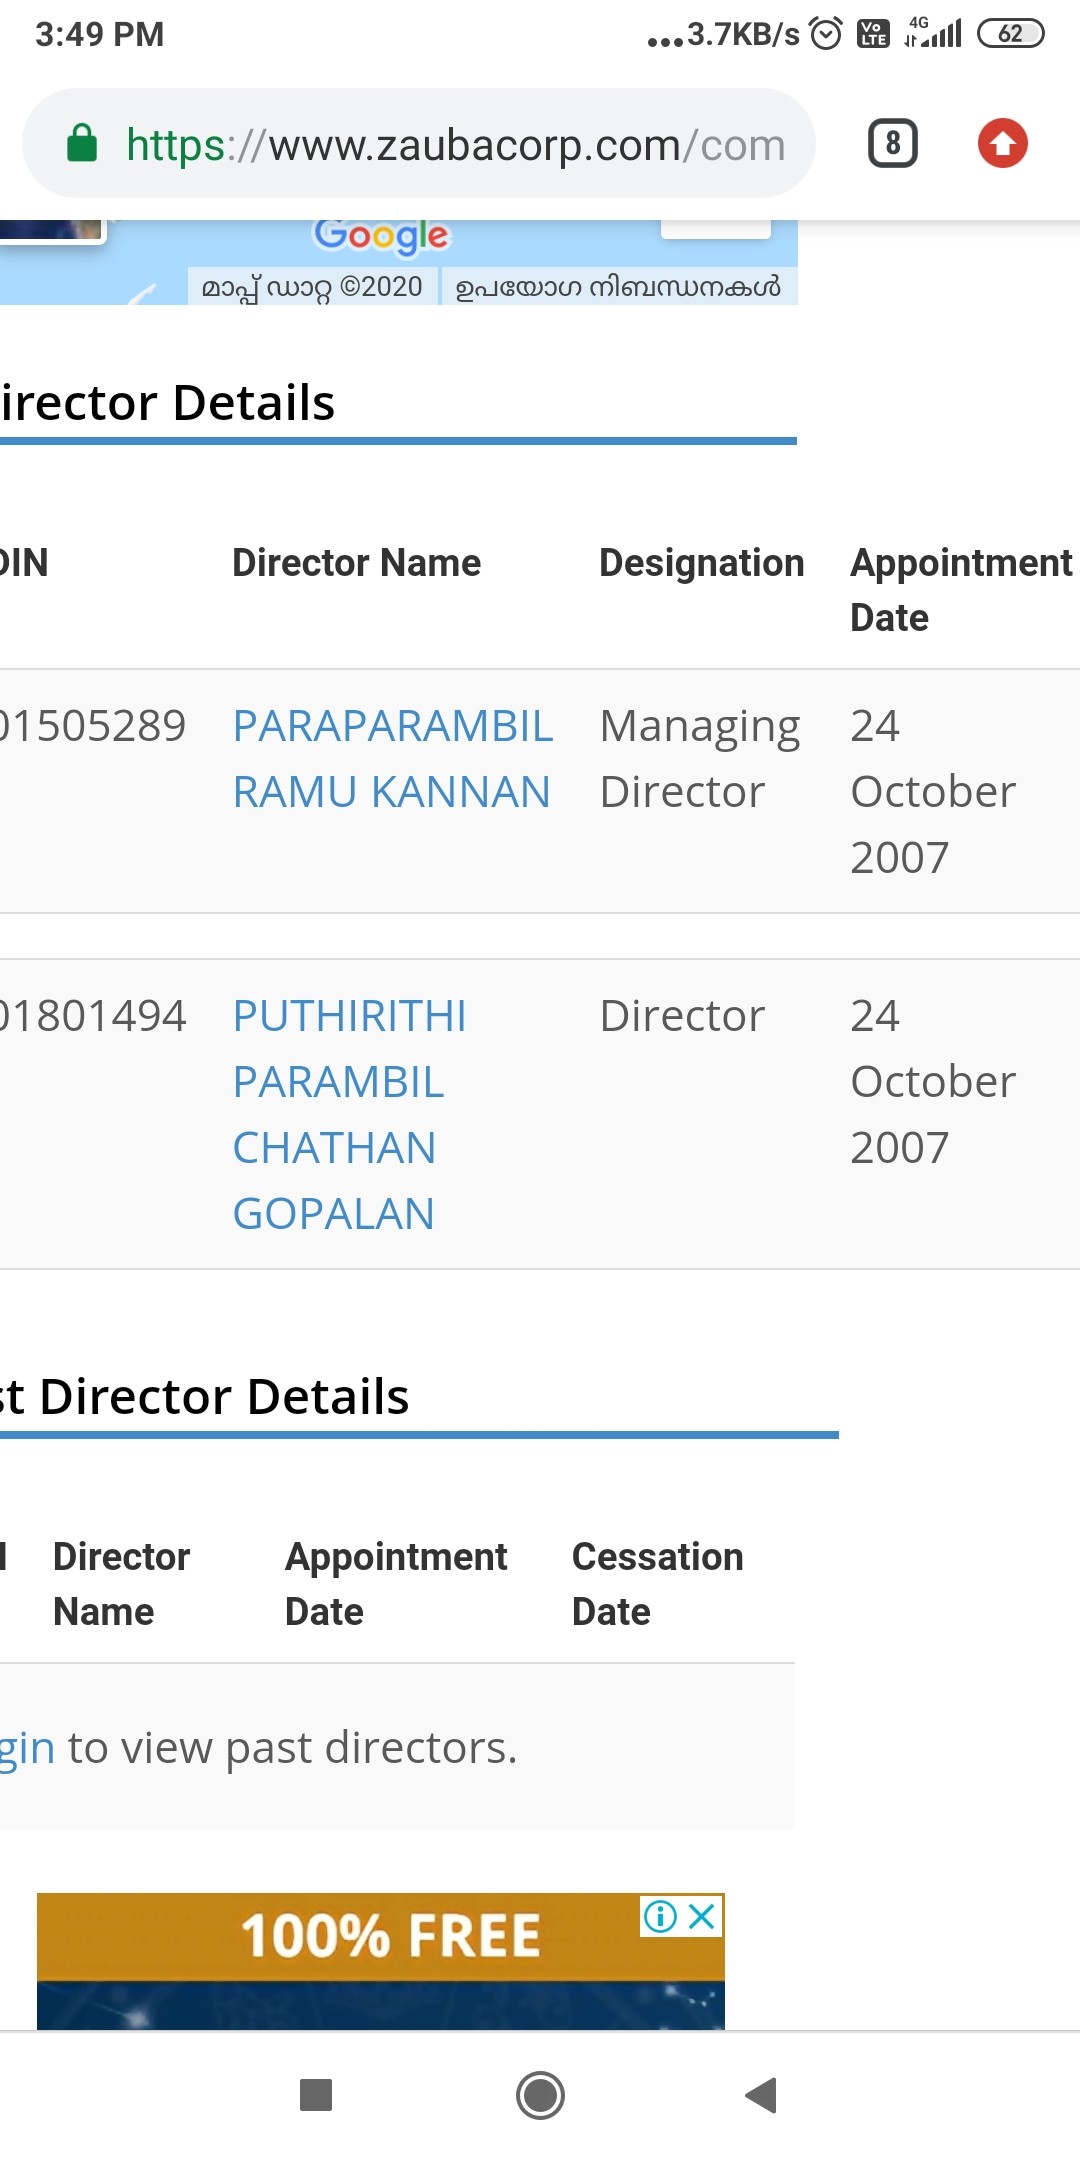 3:49 PM
...3.7KB/s
Vo LTE
4G
62
https://www.zaubacorp.com/com
8
Google
മാപ്പ് ഡാറ്റ ©2020
ഉപയോഗ നിബന്ധനകൾ
irector Details
DIN Director Name Designation Appointment
Date
01505289 PARAPARAMBIL Managing 24
RAMU KANNAN Director October
2007
01801494 PUTHIRITHI Director 24
PARAMBIL October
CHATHAN 2007
GOPALAN
st Director Details
Director Appointment Cessation
Name Date Date
gin to view past directors.
100% FREE